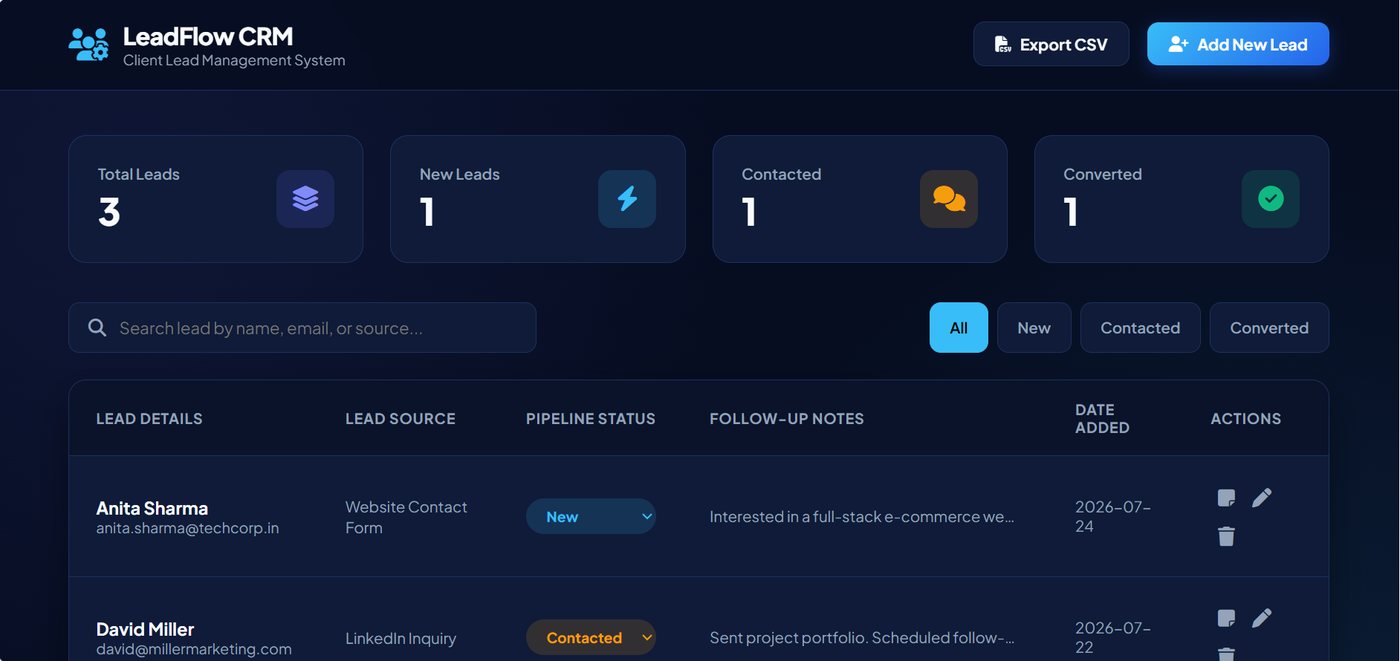 LeadFlow CRM
Client Lead Management System
Export CSV
Add New Lead
Total Leads
3
New Leads
1
Contacted
1
Converted
1
Search lead by name, email, or source...
All
New
Contacted
Converted
LEAD DETAILS
LEAD SOURCE
PIPELINE STATUS
FOLLOW-UP NOTES
DATE
ADDED
ACTIONS
Anita Sharma
anita.sharma@techcorp.in
Website Contact
Form
New
Interested in a full-stack e-commerce we...
2026-07-
24
David Miller
david@millermarketing.com
LinkedIn Inquiry
Contacted
Sent project portfolio. Scheduled follow-...
2026-07-
22